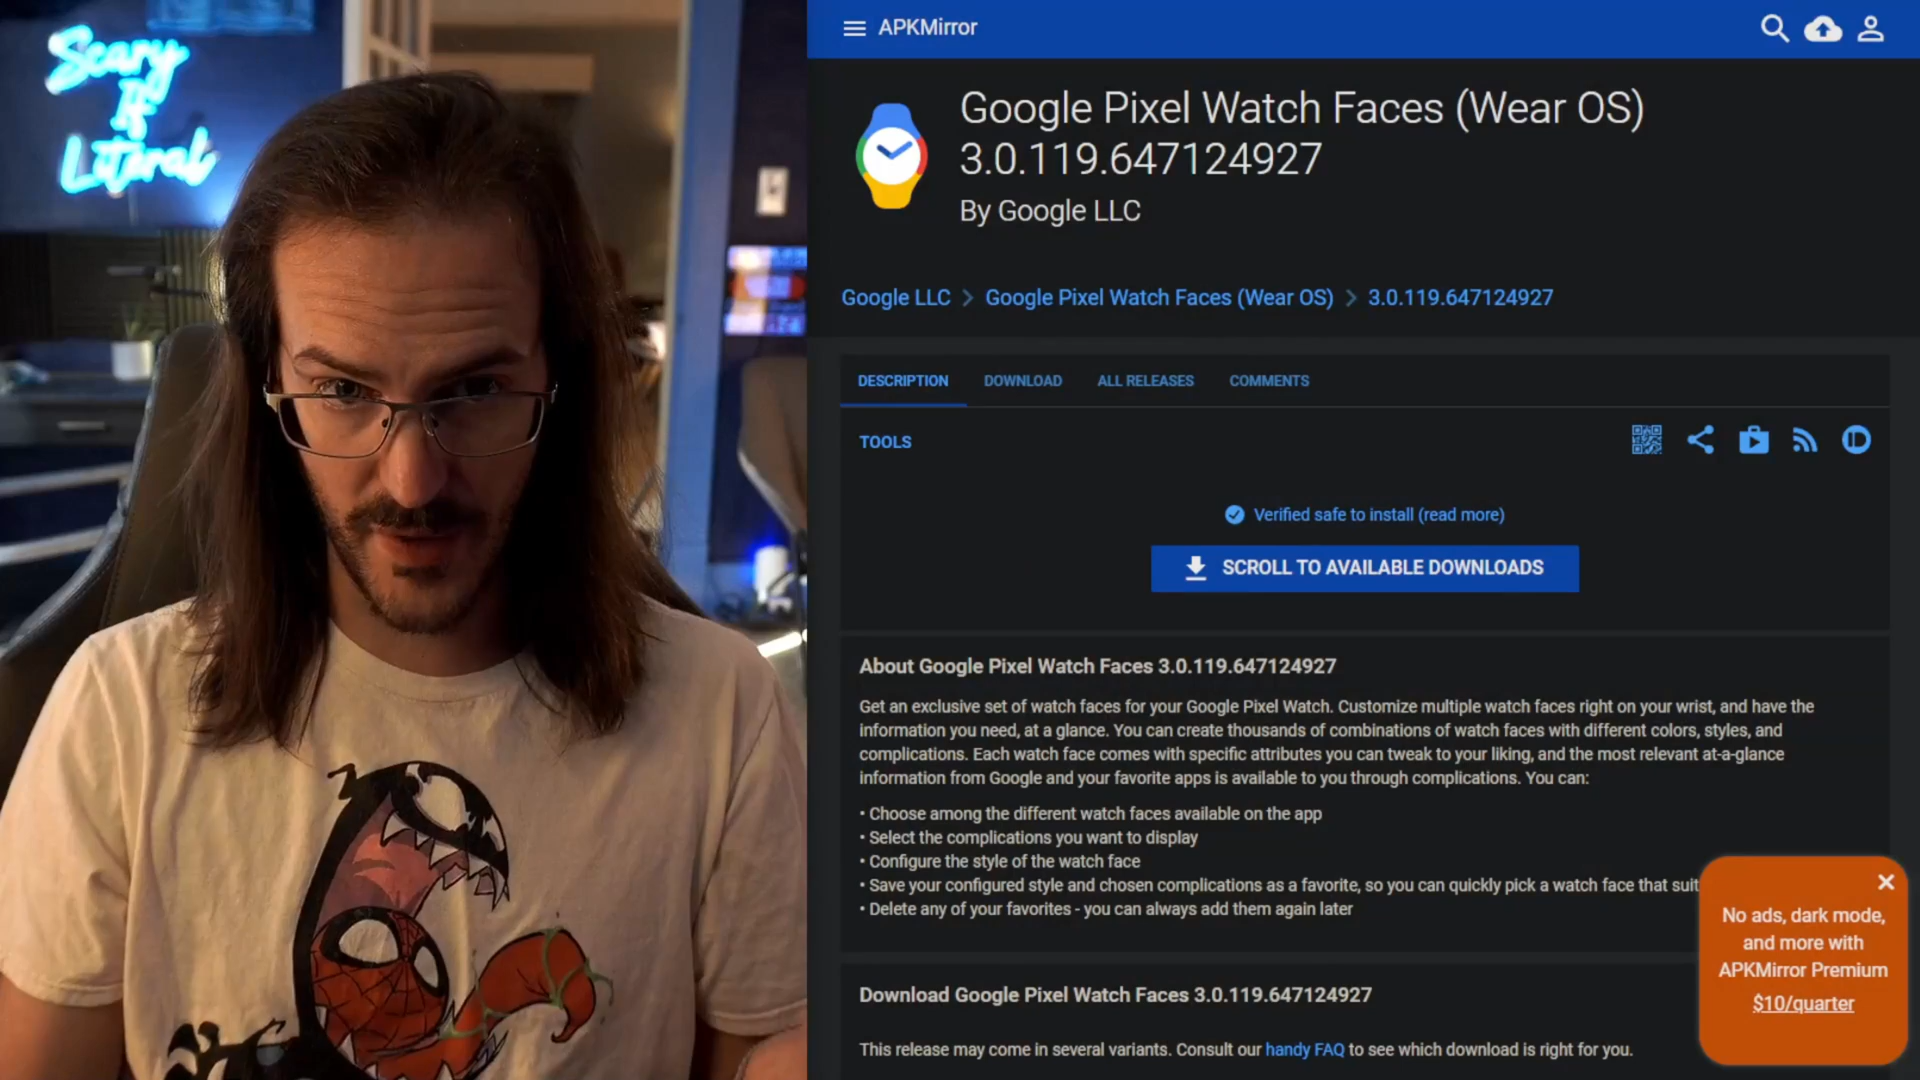 Scary
It's
Literal
APKMirror
Google Pixel Watch Faces (Wear OS)
3.0.119.647124927
By Google LLC
Google LLC > Google Pixel Watch Faces (Wear OS) > 3.0.119.647124927
DESCRIPTION DOWNLOAD ALL RELEASES COMMENTS
TOOLS
Verified safe to install (read more)
SCROLL TO AVAILABLE DOWNLOADS
About Google Pixel Watch Faces 3.0.119.647124927
Get an exclusive set of watch faces for your Google Pixel Watch. Customize multiple watch faces right on your wrist, and have the
information you need, at a glance. You can create thousands of combinations of watch faces with different colors, styles, and
complications. Each watch face comes with specific attributes you can tweak to your liking, and the most relevant at-a-glance
information from Google and your favorite apps is available to you through complications. You can:
• Choose among the different watch faces available on the app
• Select the complications you want to display
• Configure the style of the watch face
• Save your configured style and chosen complications as a favorite, so you can quickly pick a watch face that suit
• Delete any of your favorites - you can always add them again later
No ads, dark mode,
and more with
APKMirror Premium
$10/quarter
Download Google Pixel Watch Faces 3.0.119.647124927
This release may come in several variants. Consult our handy FAQ to see which download is right for you.